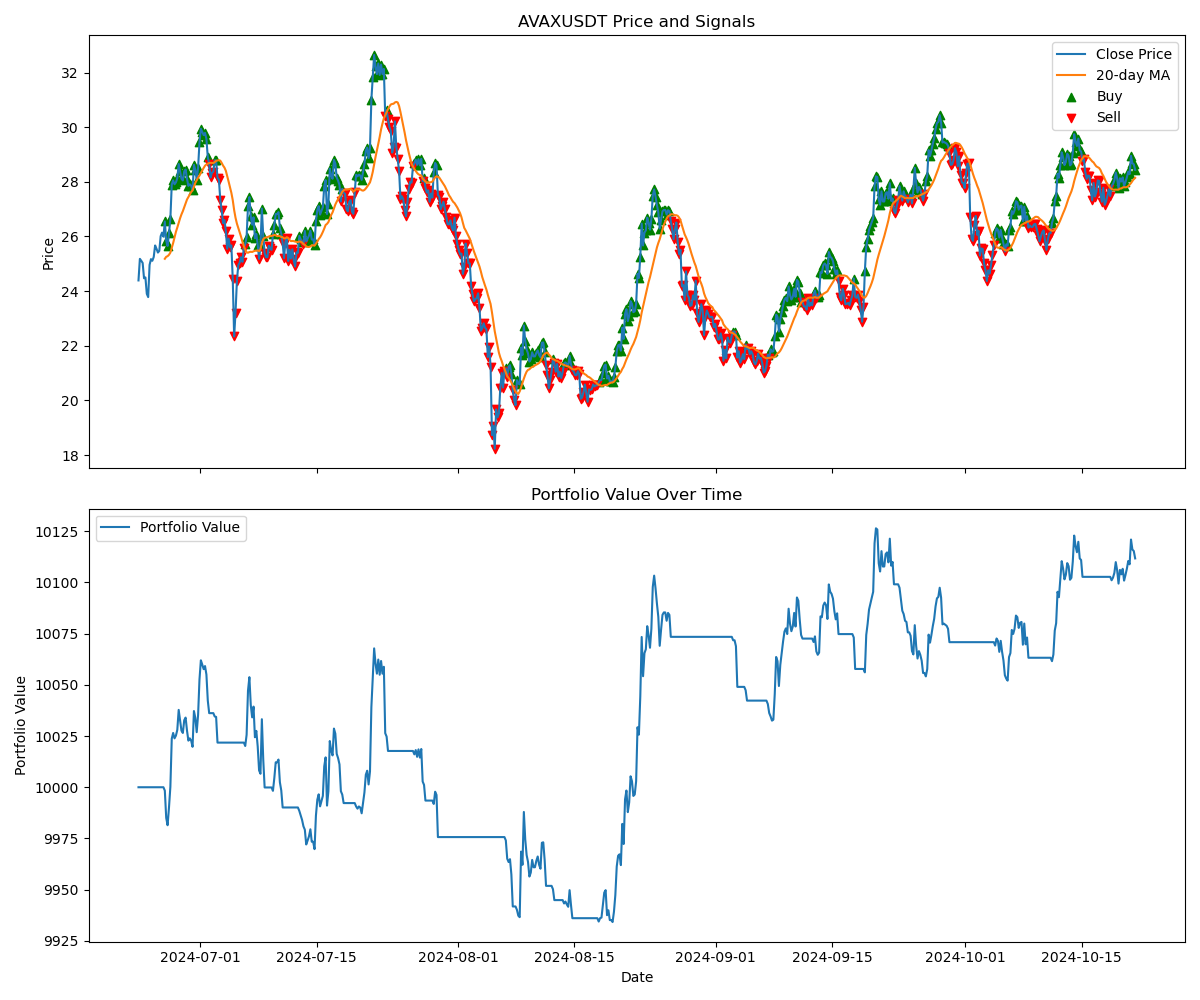 AVAXUSDT Price and Signals
Price
32
30
28
26
24
22
20
18
Close Price
20-day MA
Buy
Sell
Portfolio Value Over Time
Portfolio Value
10125
10100
10075
10050
10025
10000
9975
9950
9925
Portfolio Value
2024-07-01
2024-07-15
2024-08-01
2024-08-15
2024-09-01
2024-09-15
2024-10-01
2024-10-15
Date